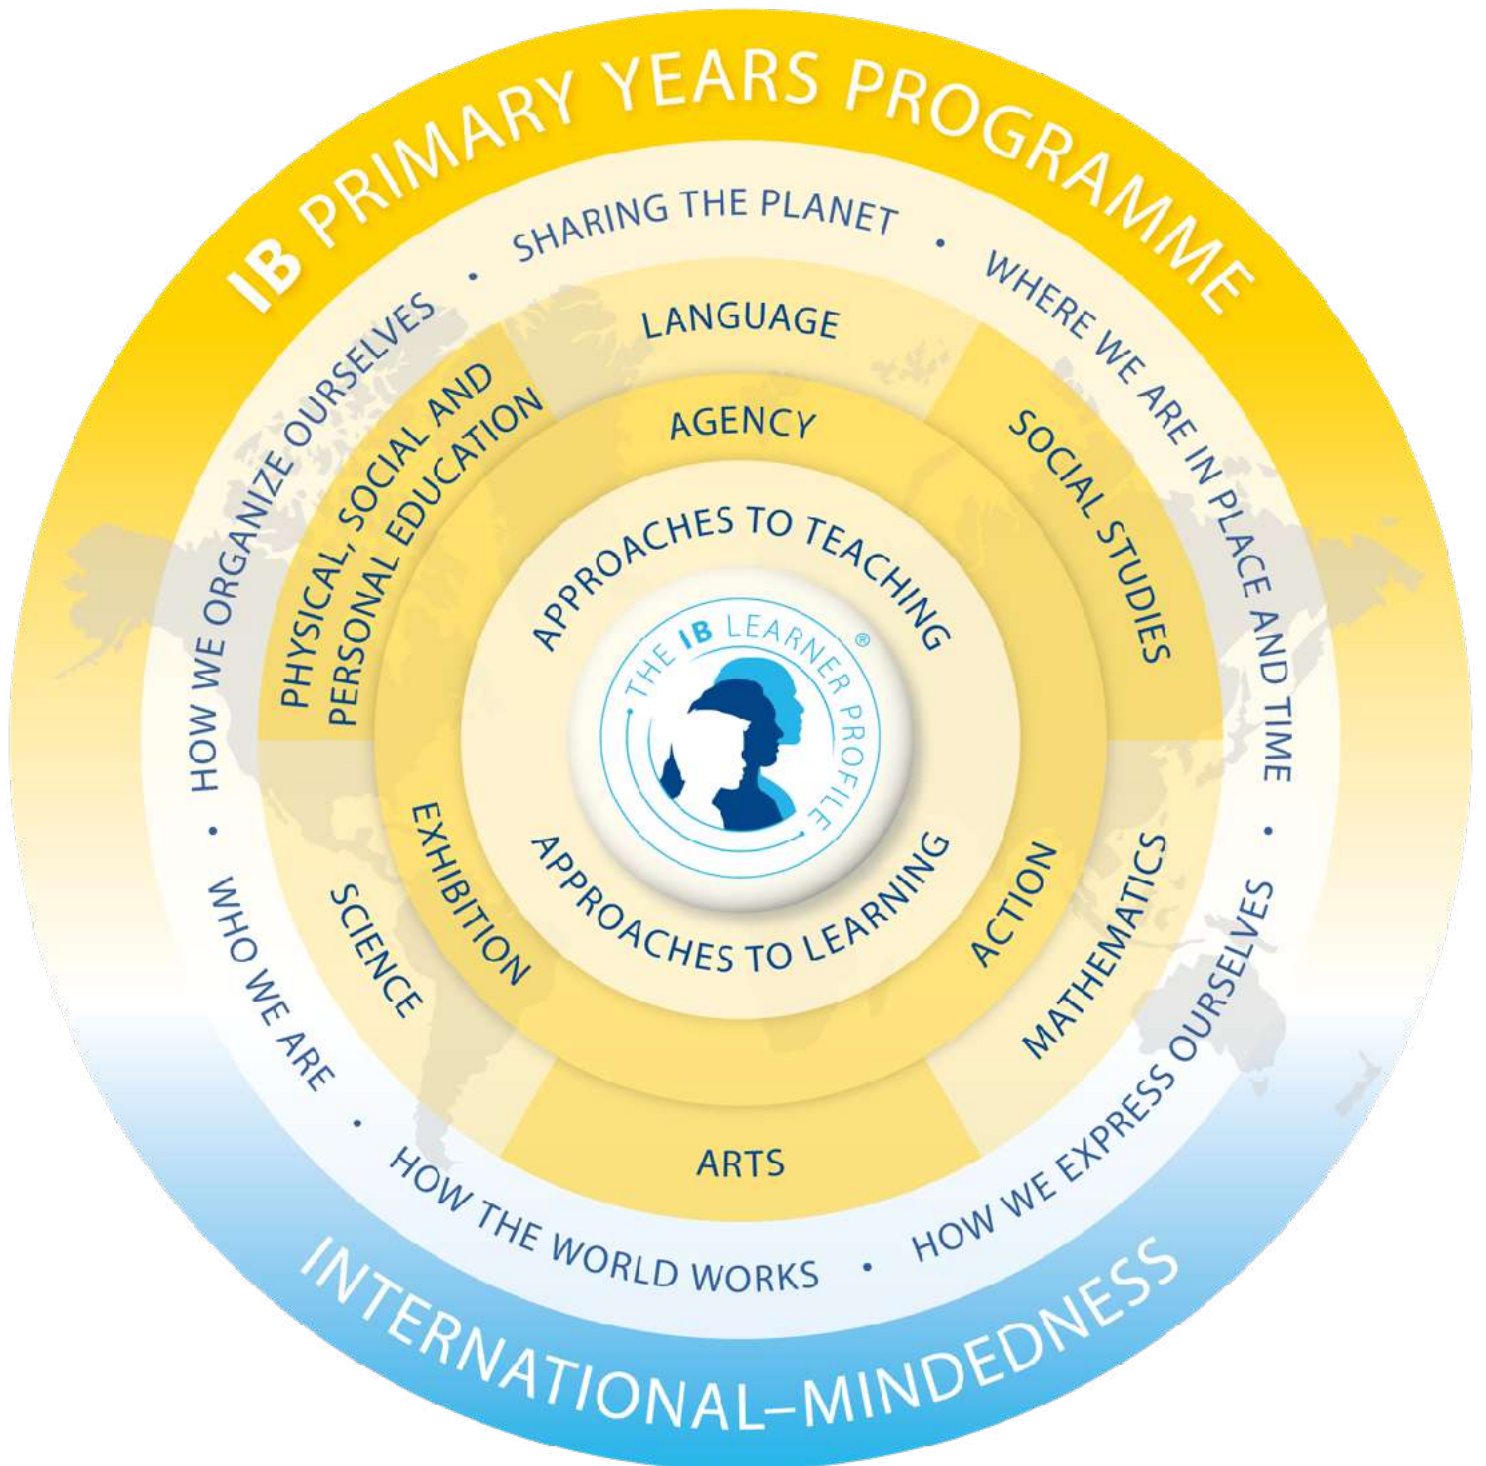 IB PRIMARY YEARS PROGRAMME
SHARING THE PLANET
•
WHERE WE ARE IN PLACE AND TIME
•
HOW WE EXPRESS OURSELVES
•
HOW THE WORLD WORKS
•
WHO WE ARE
•
HOW WE ORGANIZE OURSELVES
•
LANGUAGE
SOCIAL STUDIES
MATHEMATICS
ARTS
SCIENCE
PHYSICAL, SOCIAL AND
PERSONAL EDUCATION
AGENCY
ACTION
EXHIBITION
APPROACHES TO TEACHING
THE IB LEARNER PROFILE ®
APPROACHES TO LEARNING
INTERNATIONAL–MINDEDNESS